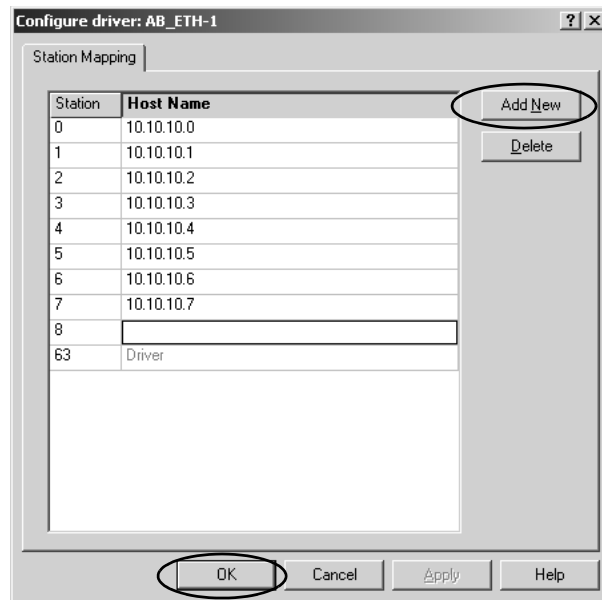 Configure driver: AB_ETH-1 ? X
Station Mapping
Station Host Name
0 10.10.10.0
1 10.10.10.1
2 10.10.10.2
3 10.10.10.3
4 10.10.10.4
5 10.10.10.5
6 10.10.10.6
7 10.10.10.7
8
63 Driver
Add New
Delete
OK Cancel Apply Help